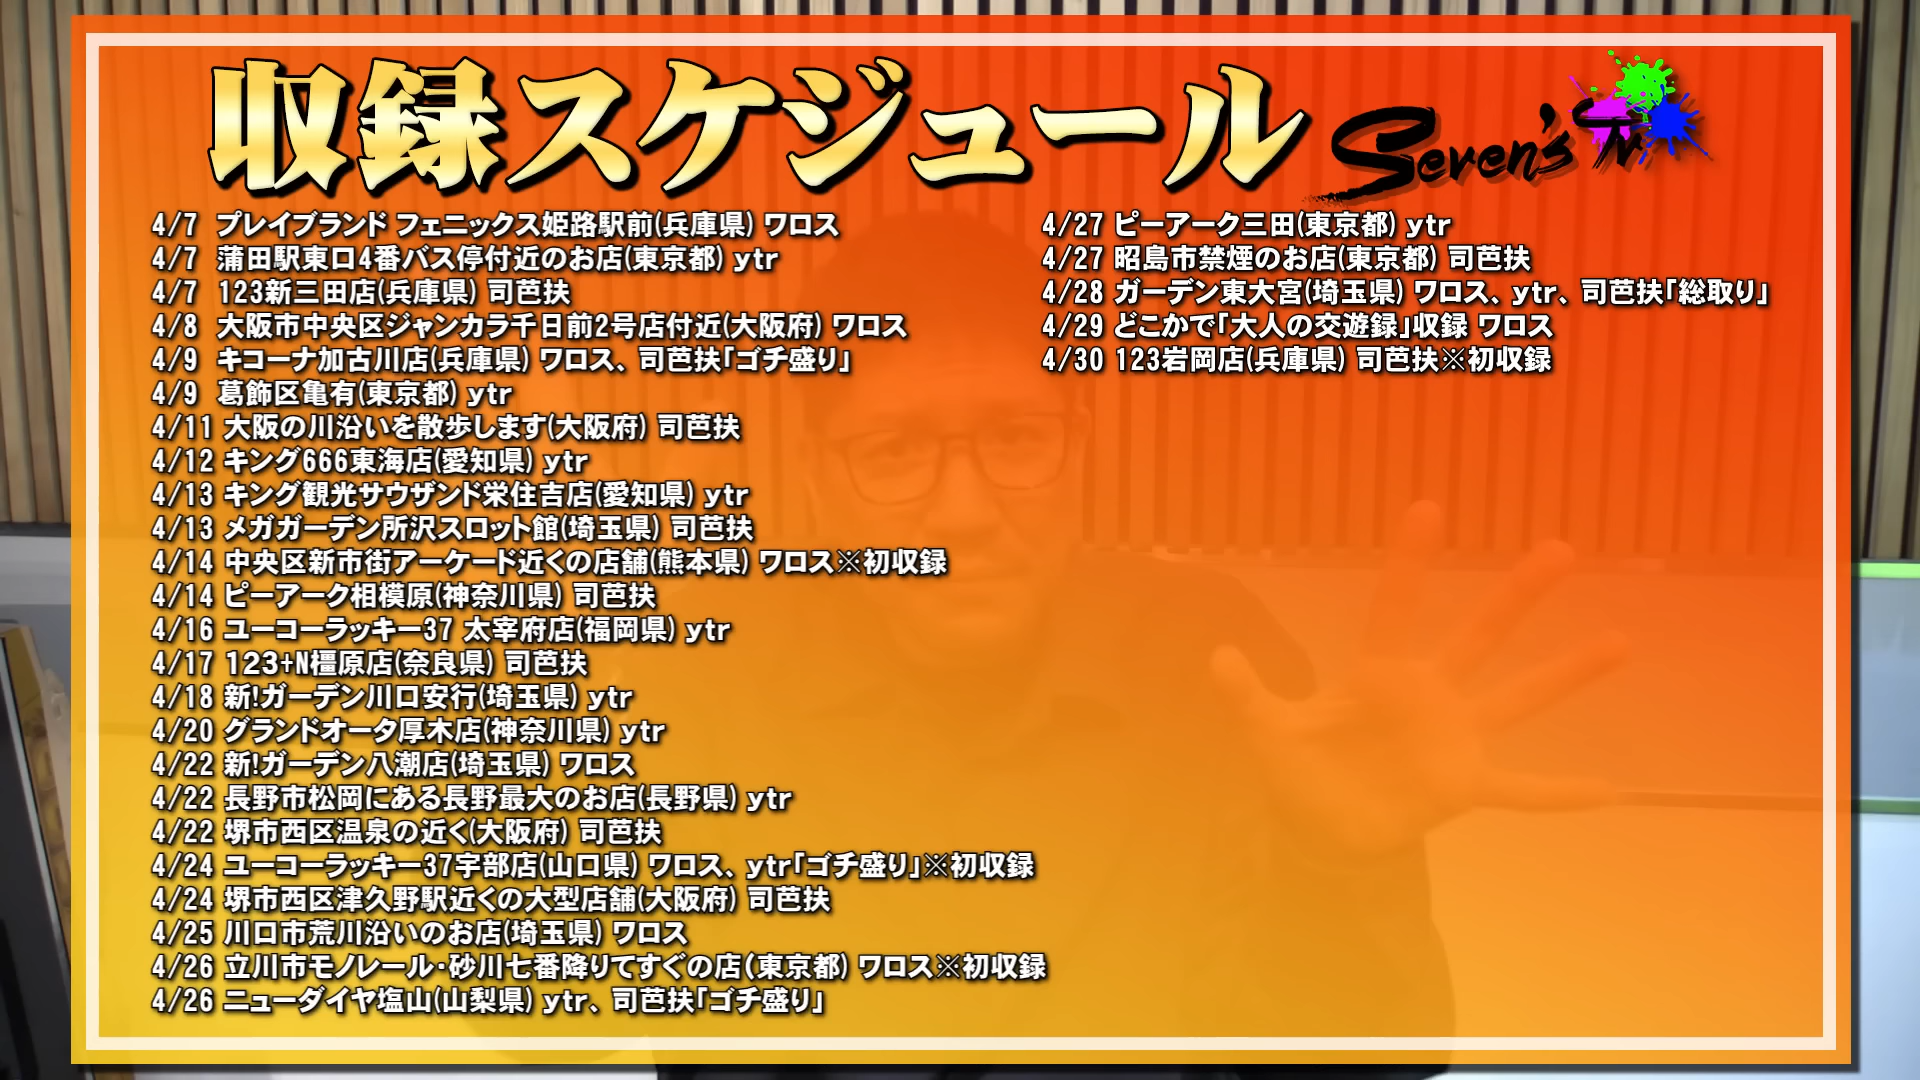 収録スケジュール
Seven's TV
4/7 プレイブランド フェニックス姫路駅前(兵庫県) ワロス
4/7 蒲田駅東口4番バス停付近のお店(東京都) ytr
4/7 123新三田店(兵庫県) 司芭扶
4/8 大阪市中央区ジャンカラ千日前2号店付近(大阪府) ワロス
4/9 キコーナ加古川店(兵庫県) ワロス、司芭扶「ゴチ盛り」
4/9 葛飾区亀有(東京都) ytr
4/11 大阪の川沿いを散歩します(大阪府) 司芭扶
4/12 キング666東海店(愛知県) ytr
4/13 キング観光サウザンド栄住吉店(愛知県) ytr
4/13 メガガーデン所沢スロット館(埼玉県) 司芭扶
4/14 中央区新市街アーケード近くの店舗(熊本県) ワロス※初収録
4/14 ピーアーク相模原(神奈川県) 司芭扶
4/16 ユーコーラッキー37 太宰府店(福岡県) ytr
4/17 123+N橿原店(奈良県) 司芭扶
4/18 新!ガーデン川口安行(埼玉県) ytr
4/20 グランドオータ厚木店(神奈川県) ytr
4/22 新!ガーデン八潮店(埼玉県) ワロス
4/22 長野市松岡にある長野最大のお店(長野県) ytr
4/22 堺市西区温泉の近く(大阪府) 司芭扶
4/24 ユーコーラッキー37宇部店(山口県) ワロス、ytr「ゴチ盛り」※初収録
4/24 堺市西区津久野駅近くの大型店舗(大阪府) 司芭扶
4/25 川口市荒川沿いのお店(埼玉県) ワロス
4/26 立川市モノレール・砂川七番降りてすぐの店(東京都) ワロス※初収録
4/26 ニューダイヤ塩山(山梨県) ytr、司芭扶「ゴチ盛り」
4/27 ピーアーク三田(東京都) ytr
4/27 昭島市禁煙のお店(東京都) 司芭扶
4/28 ガーデン東大宮(埼玉県) ワロス、ytr、司芭扶「総取り」
4/29 どこかで「大人の交遊録」収録 ワロス
4/30 123岩岡店(兵庫県) 司芭扶※初収録